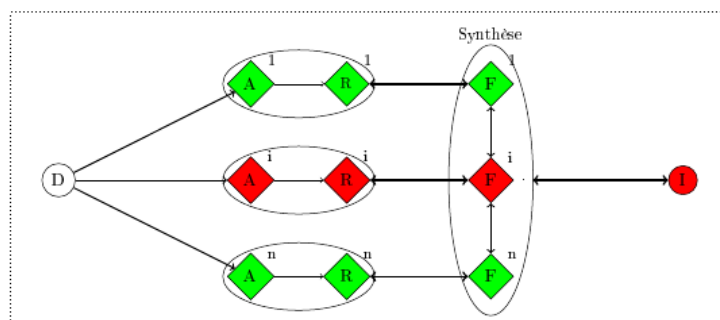 Synthèse
A 1 R 1 F 1
D A i R i F i I
A n R n F n